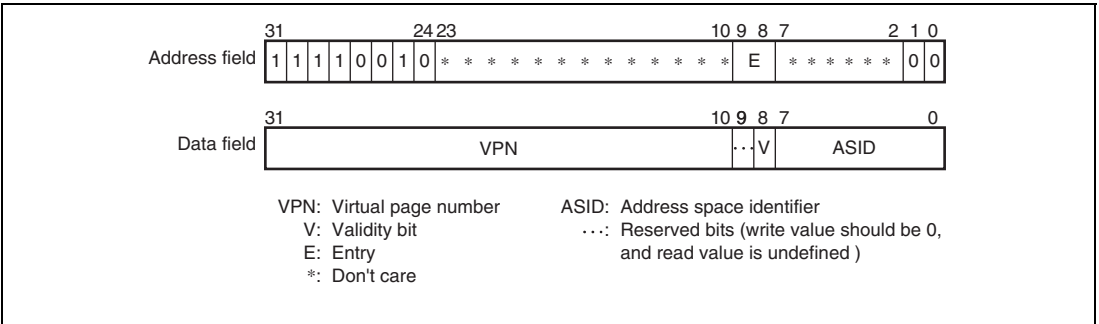 31 24 23 10 9 8 7 2 1 0
Address field 1 1 1 1 0 0 1 0 * * * * * * * * * * * * * * E * * * * * * 0 0
31 10 9 8 7 0
Data field VPN ··· V ASID
VPN: Virtual page number ASID: Address space identifier
V: Validity bit ···: Reserved bits (write value should be 0,
E: Entry and read value is undefined )
*: Don't care